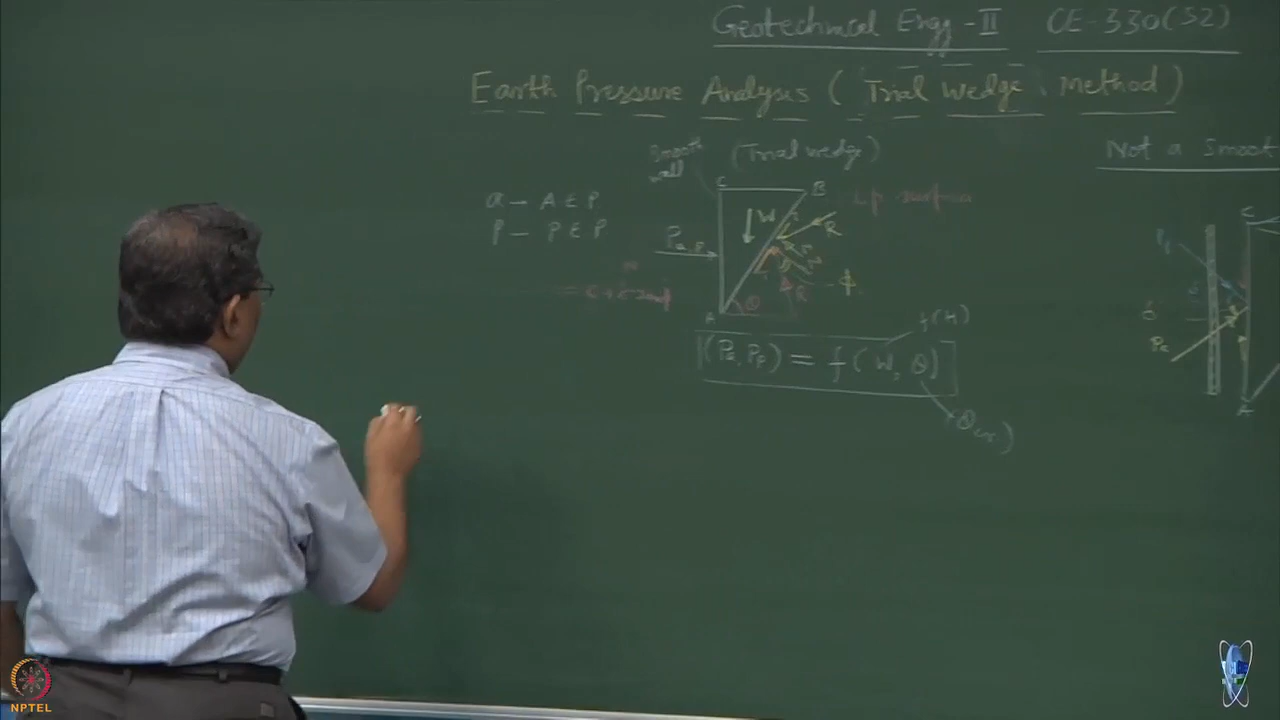 Geotechnical Engg - II CE-330(S2)
Earth Pressure Analysis (Trial Wedge Method)
Smooth wall
(Trial wedge)
Not a Smoot
a - A E P
P - P E P
C
B
W
R
N
ϕ
R
A
θ
(Pa, Pp) = f(W, θ)
f(H)
θcr)
C
Pp
δ
Pa
A
NPTEL